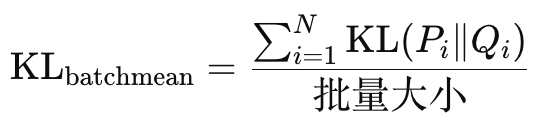 KL_batchmean = \frac{\sum_{i=1}^{N} KL(P_i \| Q_i)}{批量大小}